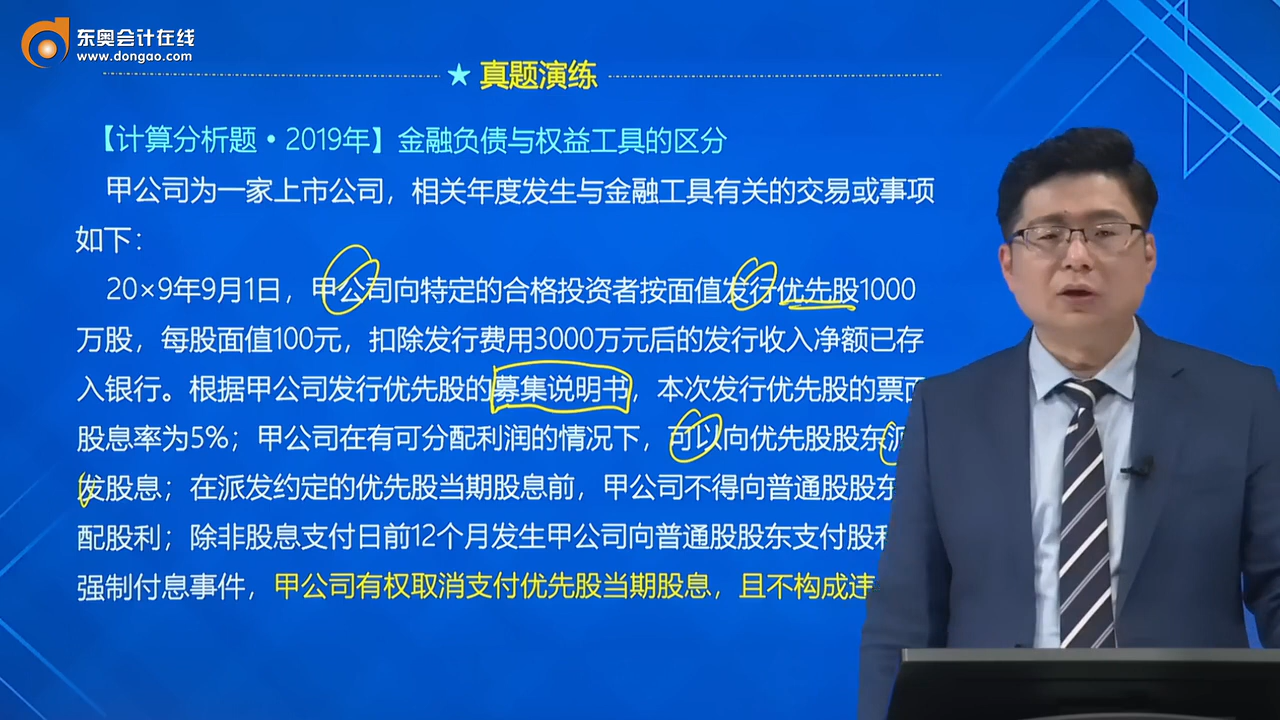 东奥会计在线
www.dongao.com
★ 真题演练
【计算分析题·2019年】金融负债与权益工具的区分
甲公司为一家上市公司，相关年度发生与金融工具有关的交易或事项
如下：
20×9年9月1日，甲公司向特定的合格投资者按面值发行优先股1000
万股，每股面值100元，扣除发行费用3000万元后的发行收入净额已存
入银行。根据甲公司发行优先股的募集说明书，本次发行优先股的票面
股息率为5%；甲公司在有可分配利润的情况下，可以向优先股股东派
发股息；在派发约定的优先股当期股息前，甲公司不得向普通股股东
配股利；除非股息支付日前12个月发生甲公司向普通股股东支付股利
强制付息事件，甲公司有权取消支付优先股当期股息，且不构成违